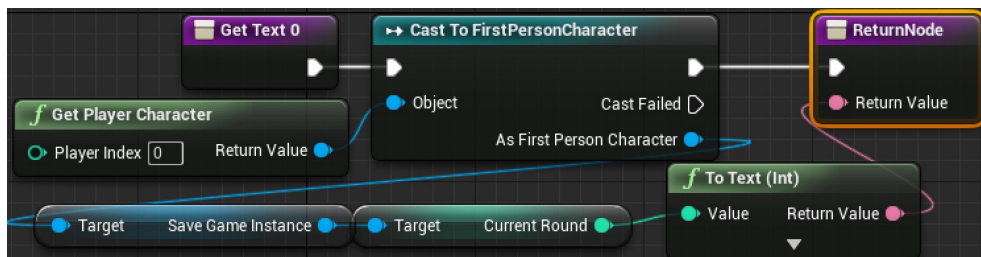 Get Text 0
Cast To FirstPersonCharacter
ReturnNode
Object
Cast Failed
Return Value
Get Player Character
Player Index 0
Return Value
As First Person Character
To Text (Int)
Target
Save Game Instance
Target
Current Round
Value
Return Value